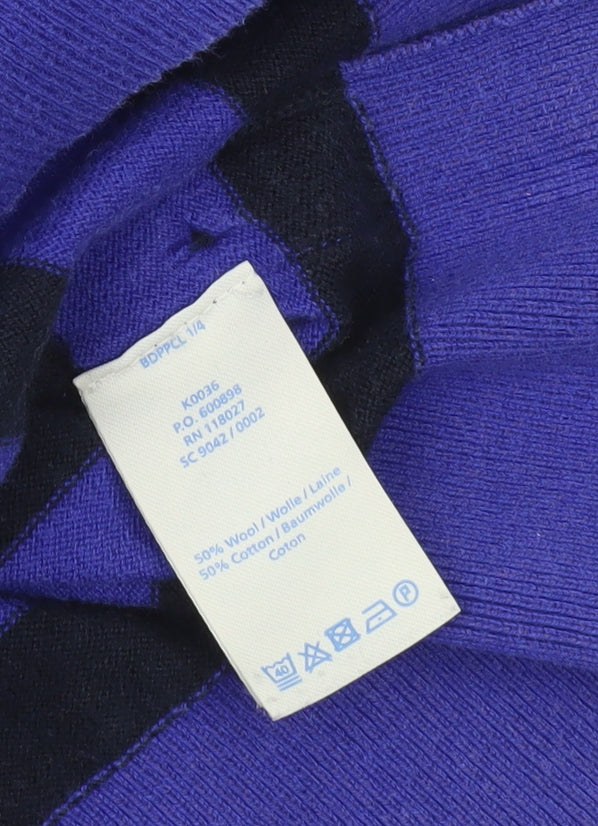 BDPPCL 1/4
K0036
P.O. 600898
RN 118027
SC 9042/0002
50% Wool / Wolle / Laine
50% Cotton / Baumwolle /
Coton
40
P